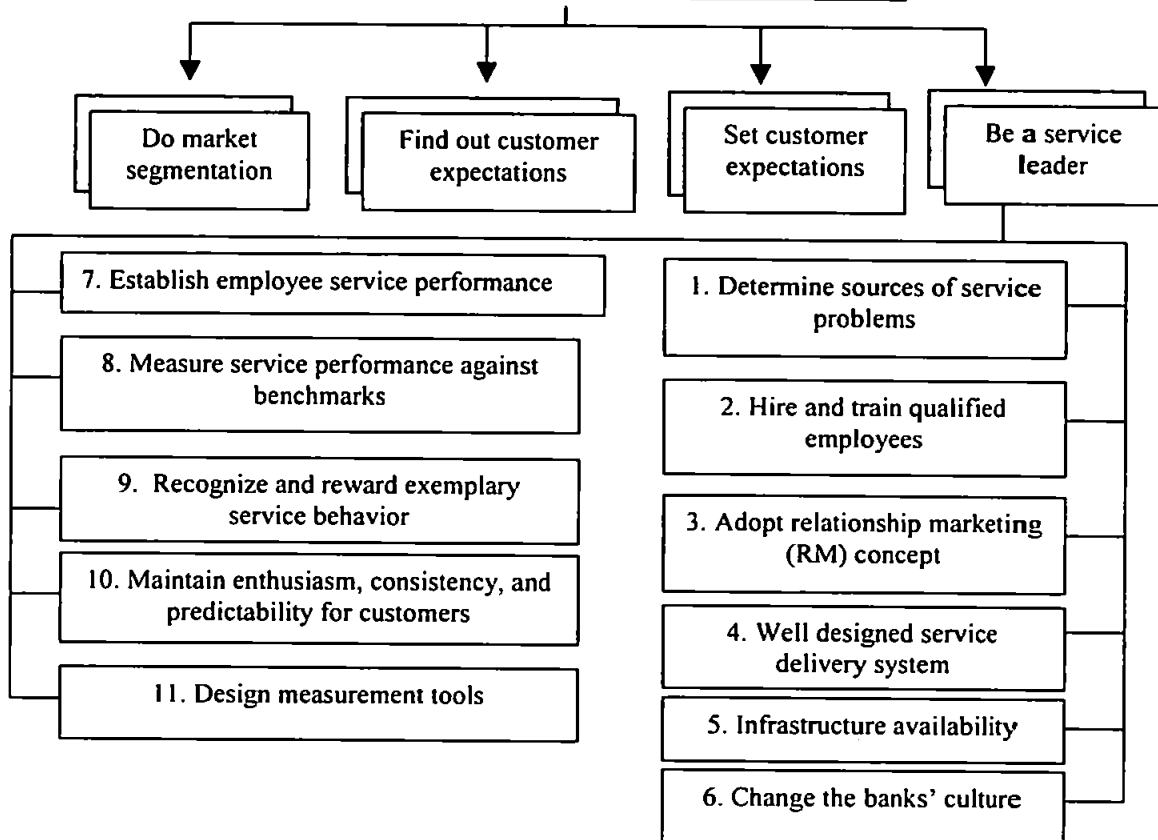 Do market
segmentation
Find out customer
expectations
Set customer
expectations
Be a service
leader
7. Establish employee service performance
8. Measure service performance against
benchmarks
9. Recognize and reward exemplary
service behavior
10. Maintain enthusiasm, consistency, and
predictability for customers
11. Design measurement tools
1. Determine sources of service
problems
2. Hire and train qualified
employees
3. Adopt relationship marketing
(RM) concept
4. Well designed service
delivery system
5. Infrastructure availability
6. Change the banks' culture